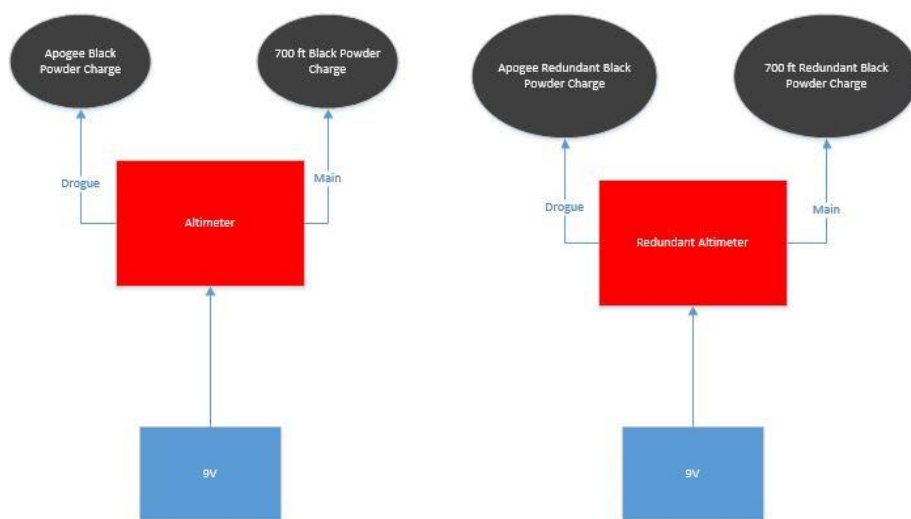 Apogee Black
Powder Charge
700 ft Black Powder
Charge
Drogue
Main
Altimeter
9V
Apogee Redundant Black
Powder Charge
700 ft Redundant Black
Powder Charge
Drogue
Main
Redundant Altimeter
9V